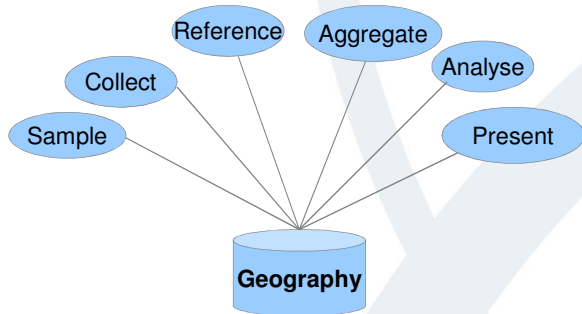 Reference
Aggregate
Collect
Analyse
Sample
Present
Geography